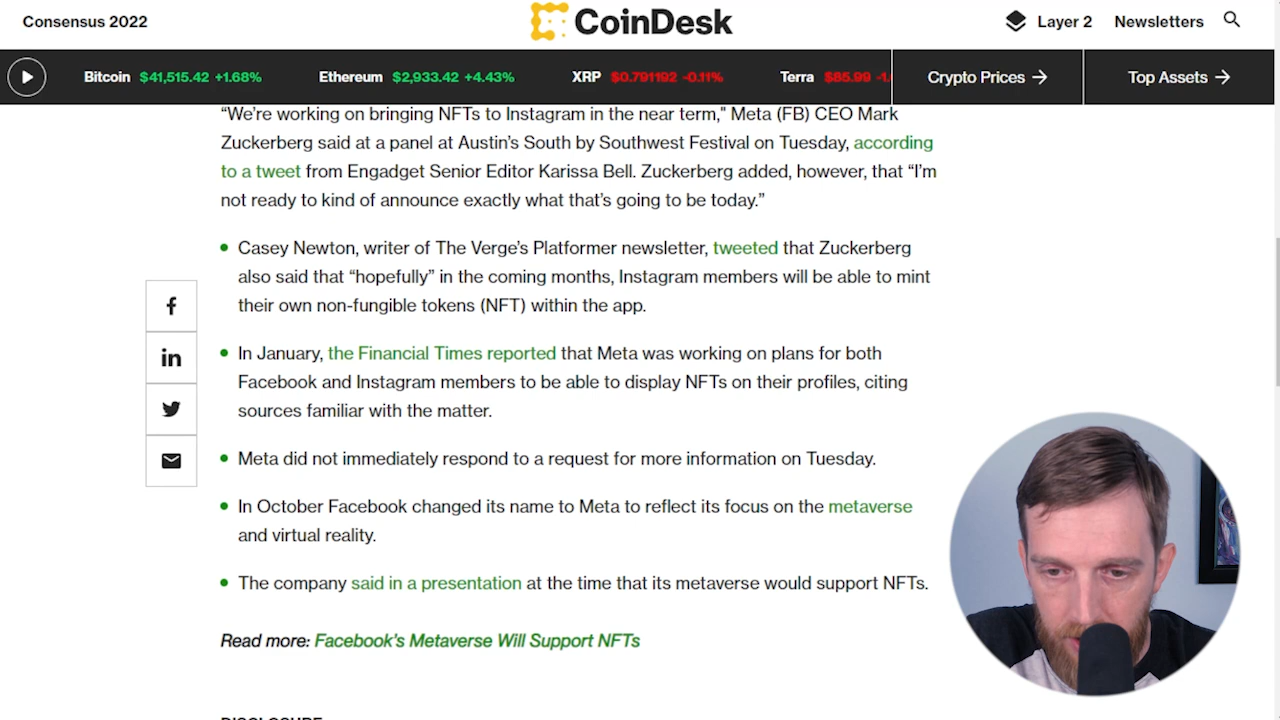 Consensus 2022
CoinDesk
Layer 2
Newsletters
Bitcoin $41,515.42 +1.68%
Ethereum $2,933.42 +4.43%
XRP $0.791192 -0.11%
Terra $85.99 -1.
Crypto Prices →
Top Assets →
“We're working on bringing NFTs to Instagram in the near term," Meta (FB) CEO Mark
Zuckerberg said at a panel at Austin’s South by Southwest Festival on Tuesday, according
to a tweet from Engadget Senior Editor Karissa Bell. Zuckerberg added, however, that “I’m
not ready to kind of announce exactly what that’s going to be today.”
• Casey Newton, writer of The Verge’s Platformer newsletter, tweeted that Zuckerberg
also said that “hopefully” in the coming months, Instagram members will be able to mint
their own non-fungible tokens (NFT) within the app.
• In January, the Financial Times reported that Meta was working on plans for both
Facebook and Instagram members to be able to display NFTs on their profiles, citing
sources familiar with the matter.
• Meta did not immediately respond to a request for more information on Tuesday.
• In October Facebook changed its name to Meta to reflect its focus on the metaverse
and virtual reality.
• The company said in a presentation at the time that its metaverse would support NFTs.
Read more: Facebook’s Metaverse Will Support NFTs
DISCLOSURE